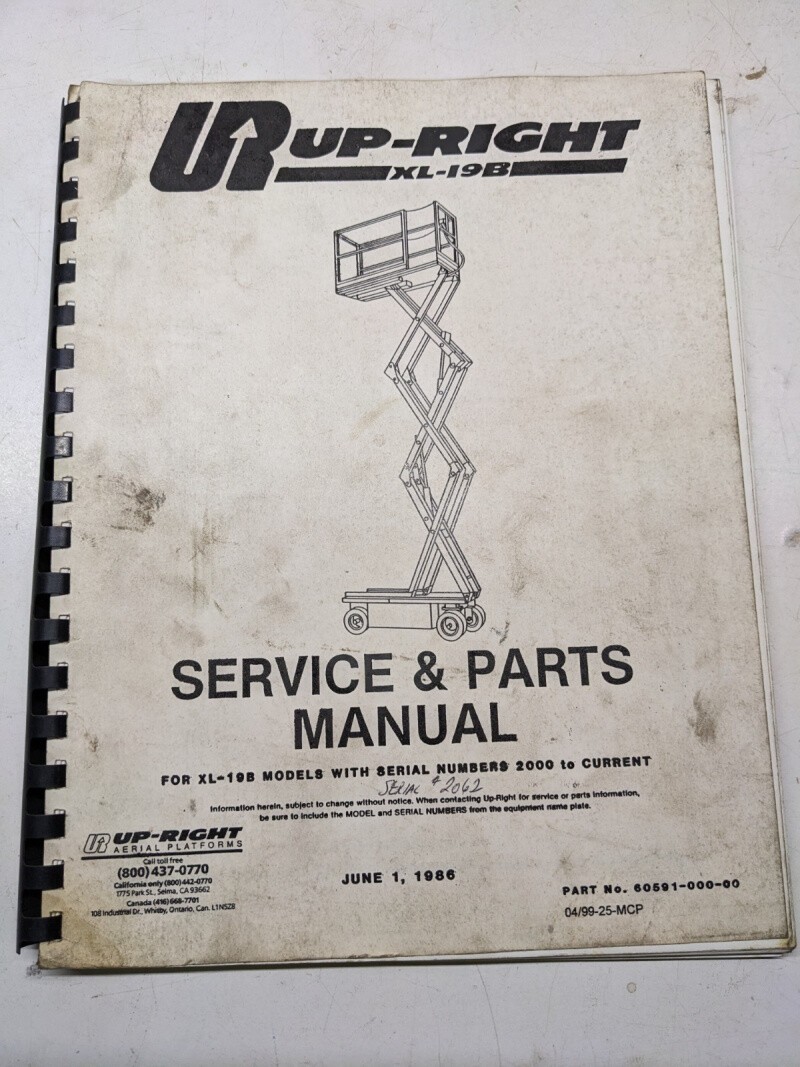 UR UP-RIGHT
XL-19B
SERVICE & PARTS
MANUAL
FOR XL-19B MODELS WITH SERIAL NUMBERS 2000 to CURRENT
SERIAL # 2062
Information herein, subject to change without notice. When contacting Up-Right for service or parts information,
be sure to include the MODEL and SERIAL NUMBERS from the equipment name plate.
UR UP-RIGHT
AERIAL PLATFORMS
Call toll free
(800) 437-0770
California only (800) 442-0770
1775 Park St., Selma, CA 93662
Canada (416) 668-7701
108 Industrial Dr., Whitby, Ontario, Can. L1N5Z8
JUNE 1, 1986
PART No. 60591-000-00
04/99-25-MCP